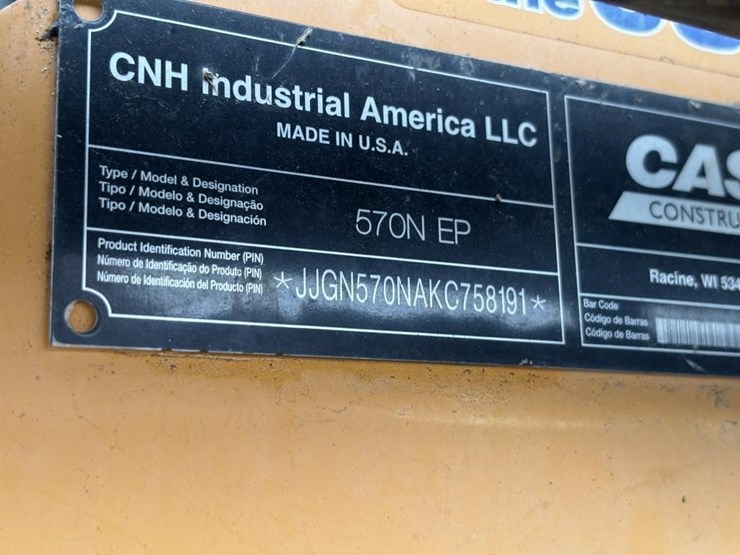 CNH Industrial America LLC
MADE IN U.S.A.
Type / Model & Designation
Tipo / Modelo & Designação
Tipo / Modelo & Designación
570N EP
Product Identification Number (PIN)
Número de Identificação do Produto (PIN)
Número de Identificación del Producto (PIN)
*JJGN570NAKC758191*
CAS
CONSTRU
Racine, WI 534
Bar Code
Código de Barras
Código de Barras